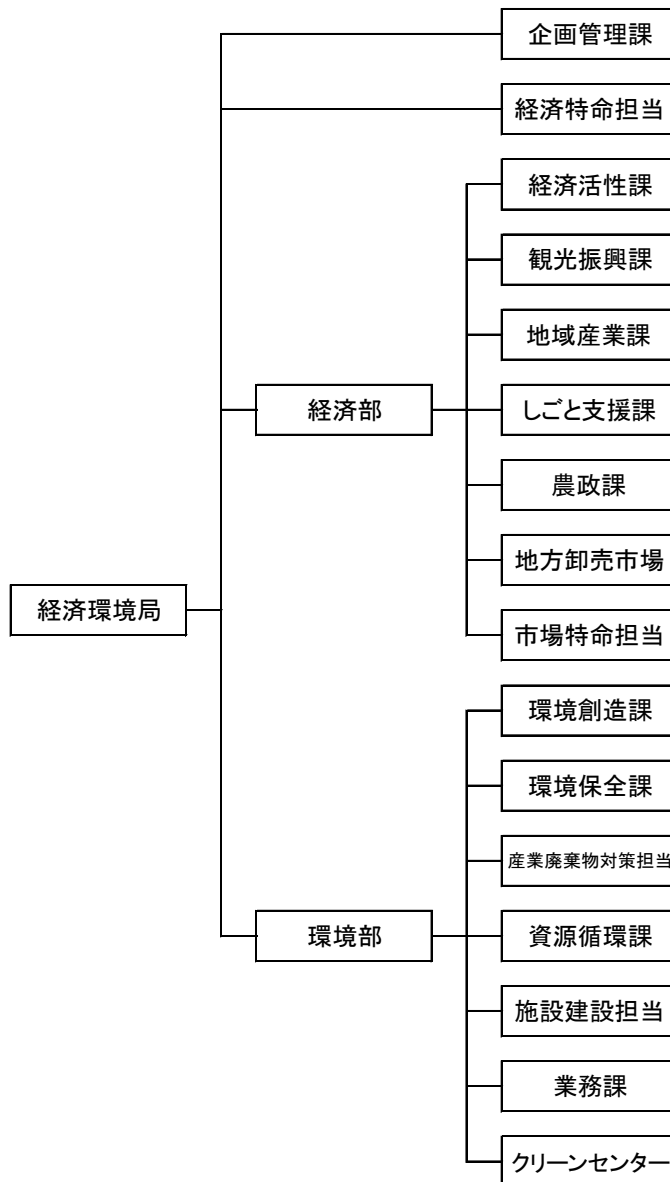 企画管理課
経済特命担当
経済活性課
観光振興課
地域産業課
経済部
しごと支援課
農政課
地方卸売市場
経済環境局
市場特命担当
環境創造課
環境保全課
産業廃棄物対策担当
環境部
資源循環課
施設建設担当
業務課
クリーンセンター